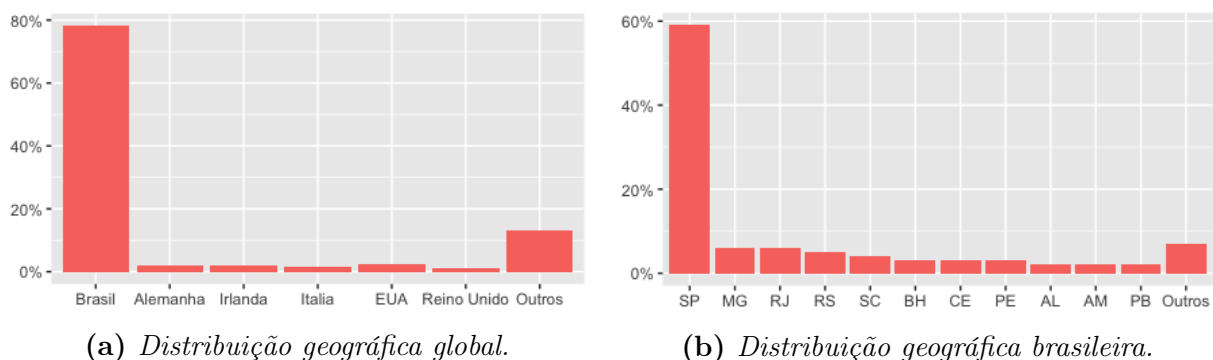 80%
60%
40%
20%
0%
Brasil Alemanha Irlanda Italia EUA Reino Unido Outros
(a) Distribuição geográfica global.
60%
40%
20%
0%
SP MG RJ RS SC BH CE PE AL AM PB Outros
(b) Distribuição geográfica brasileira.